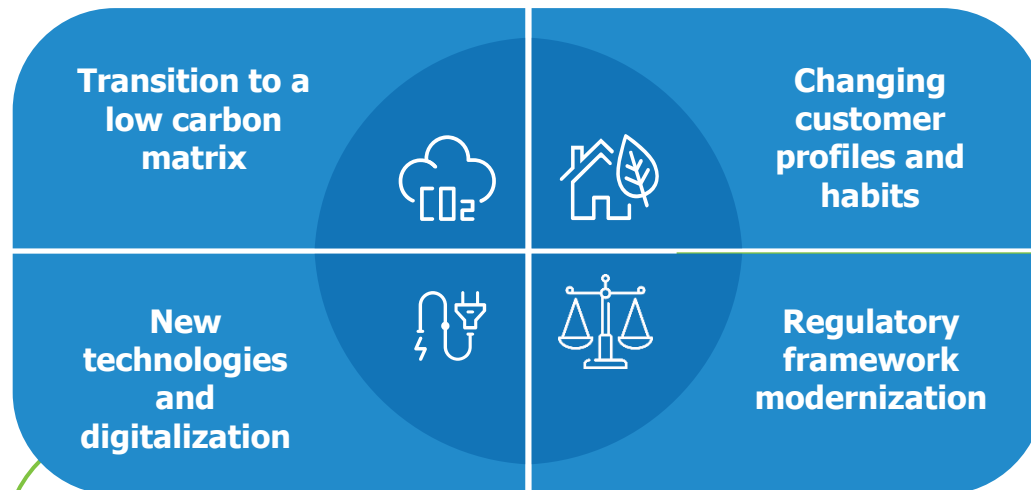 Transition to a
low carbon
matrix
CO2
Changing
customer
profiles and
habits
New
technologies
and
digitalization
Regulatory
framework
modernization